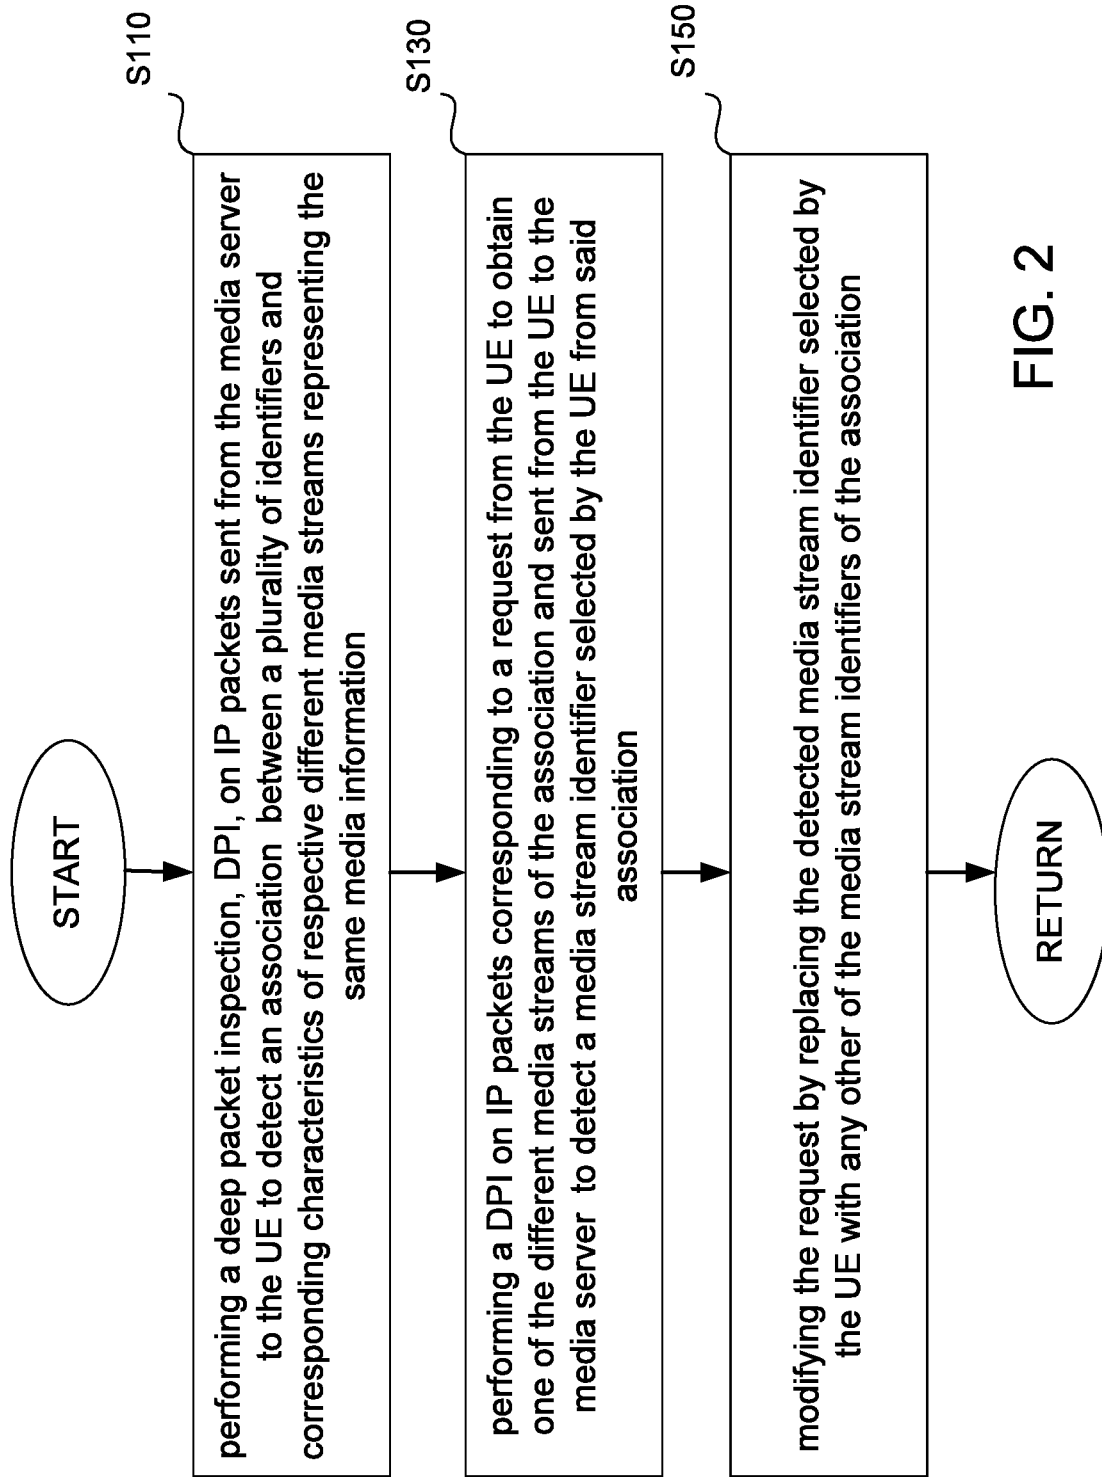 START
S110
performing a deep packet inspection, DPI, on IP packets sent from the media server
to the UE to detect an association between a plurality of identifiers and
corresponding characteristics of respective different media streams representing the
same media information
S130
performing a DPI on IP packets corresponding to a request from the UE to obtain
one of the different media streams of the association and sent from the UE to the
media server to detect a media stream identifier selected by the UE from said
association
S150
modifying the request by replacing the detected media stream identifier selected by
the UE with any other of the media stream identifiers of the association
RETURN
FIG. 2